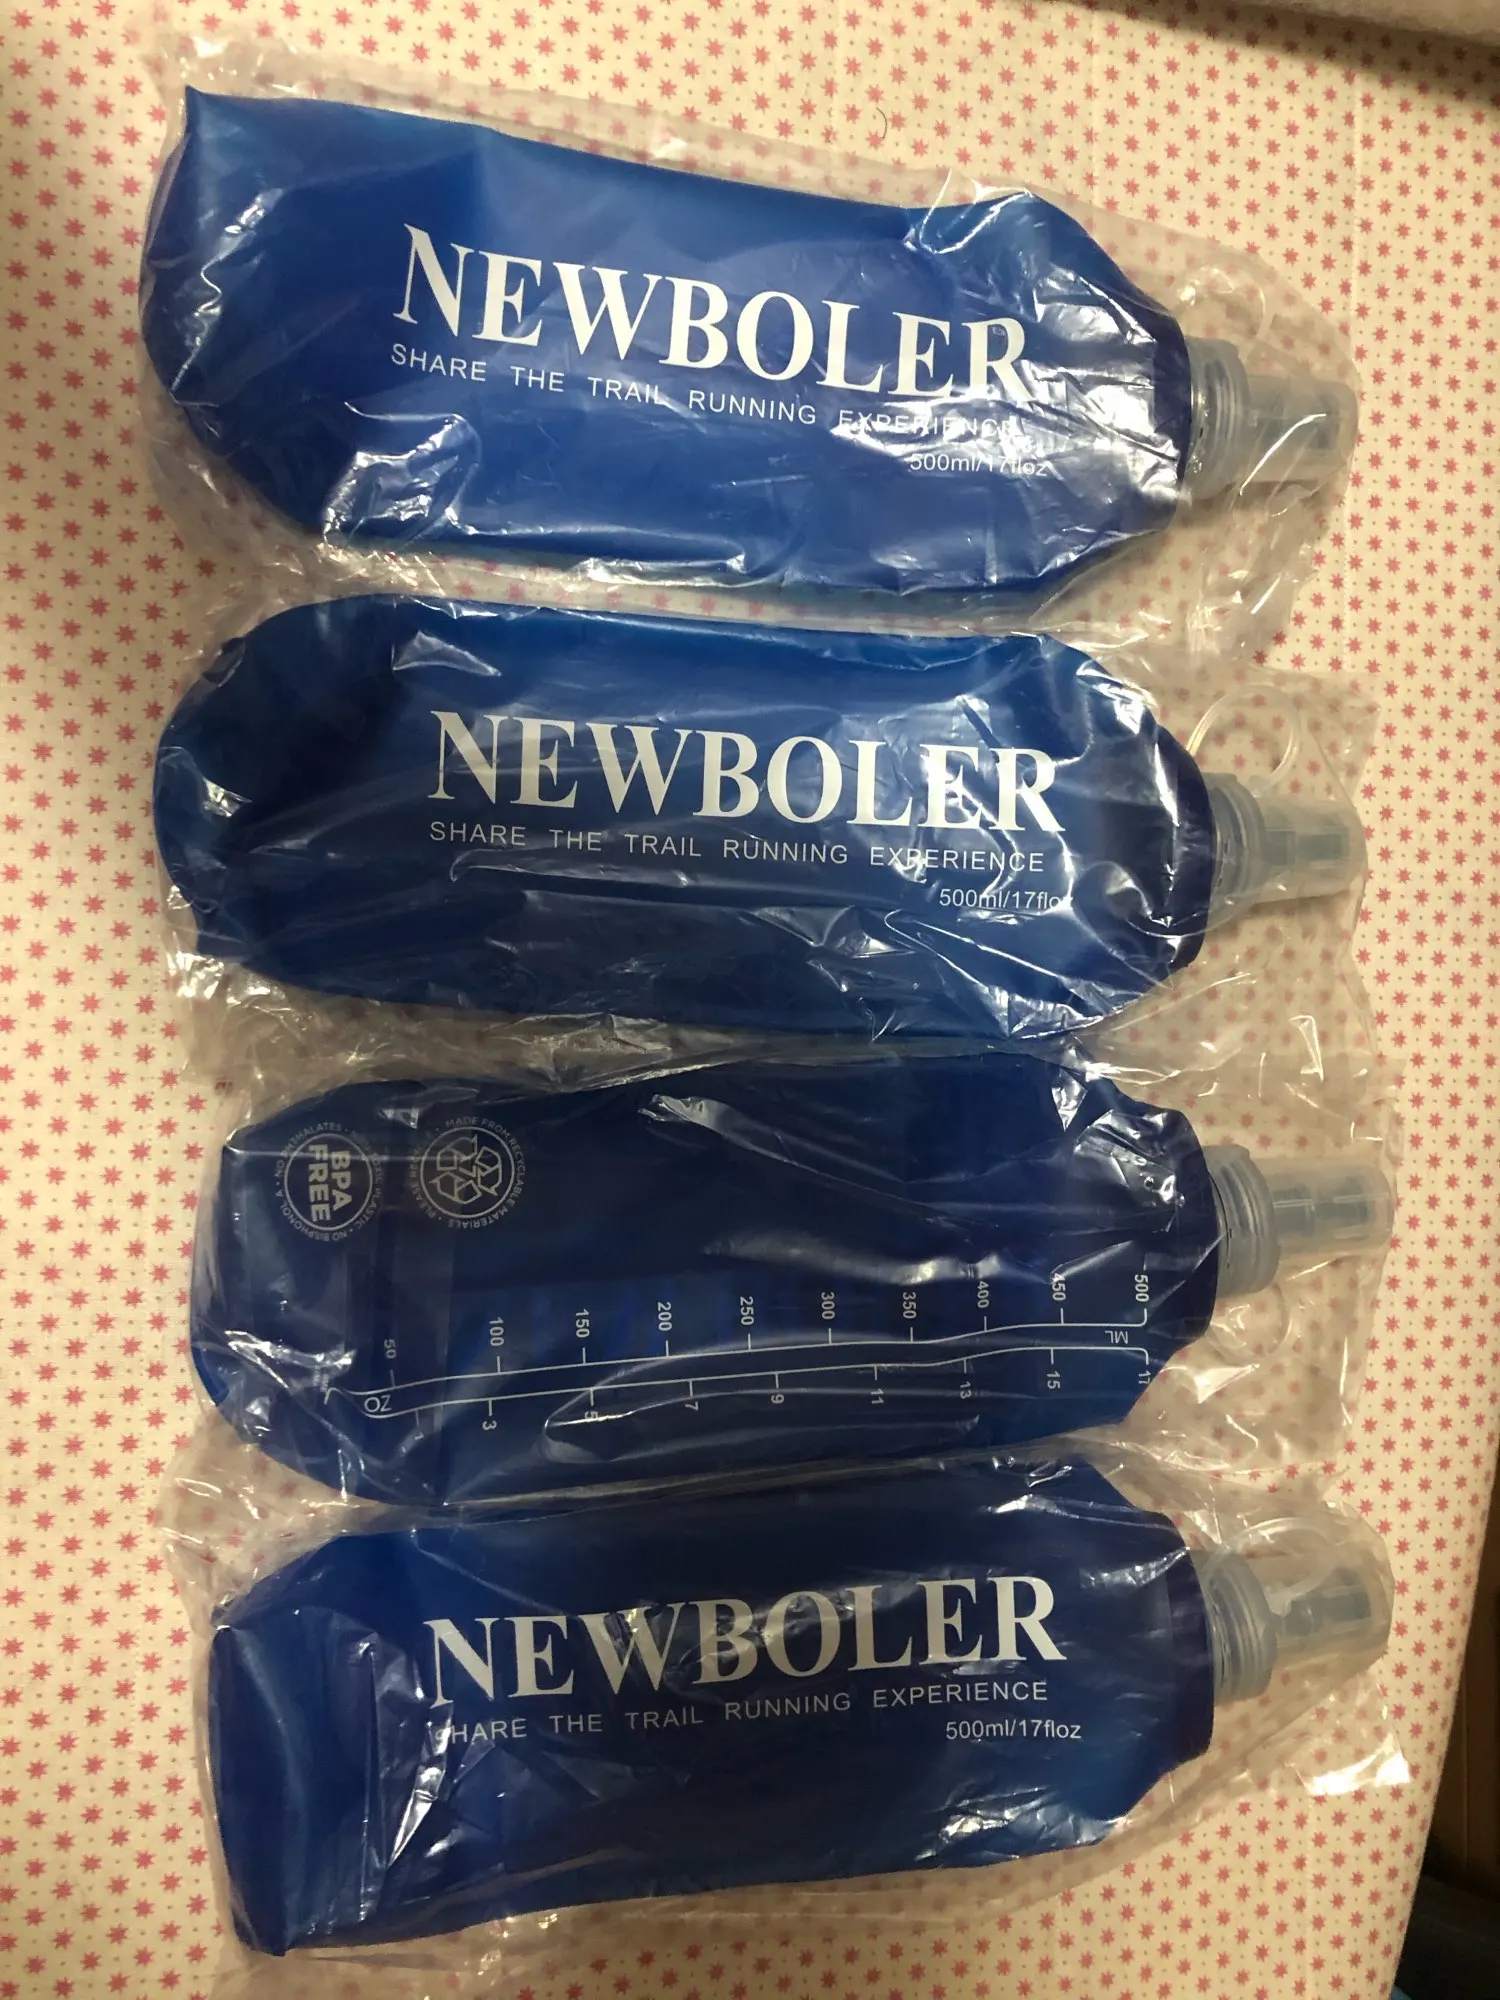 NEWBOLER
SHARE THE TRAIL RUNNING EXPERIENCE
500ml/17floz
NEWBOLER
SHARE THE TRAIL RUNNING EXPERIENCE
500ml/17flo
BPA
FREE
NO PHTHALATES • NO BISPHONOL A •
MADE FROM RECYCLABLE MATERIALS •
50 100 150 200 250 300 350 400 450 500
ML
OZ
3 5 7 9 11 13 15 17
NEWBOLER
SHARE THE TRAIL RUNNING EXPERIENCE
500ml/17floz